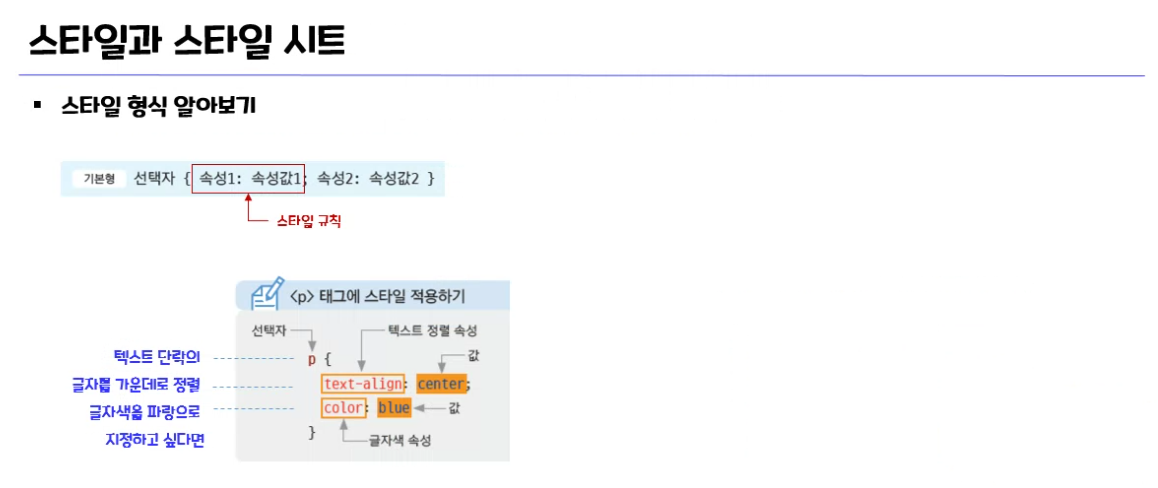 스타일과 스타일 시트
▪ 스타일 형식 알아보기
기본형 선택자 { 속성1: 속성값1; 속성2: 속성값2 }
스타일 규칙
<p> 태그에 스타일 적용하기
선택자 텍스트 정렬 속성
텍스트 단락의 p { 값
글자를 가운데로 정렬 text-align: center;
글자색을 파랑으로 color: blue 값
지정하고 싶다면 } 글자색 속성